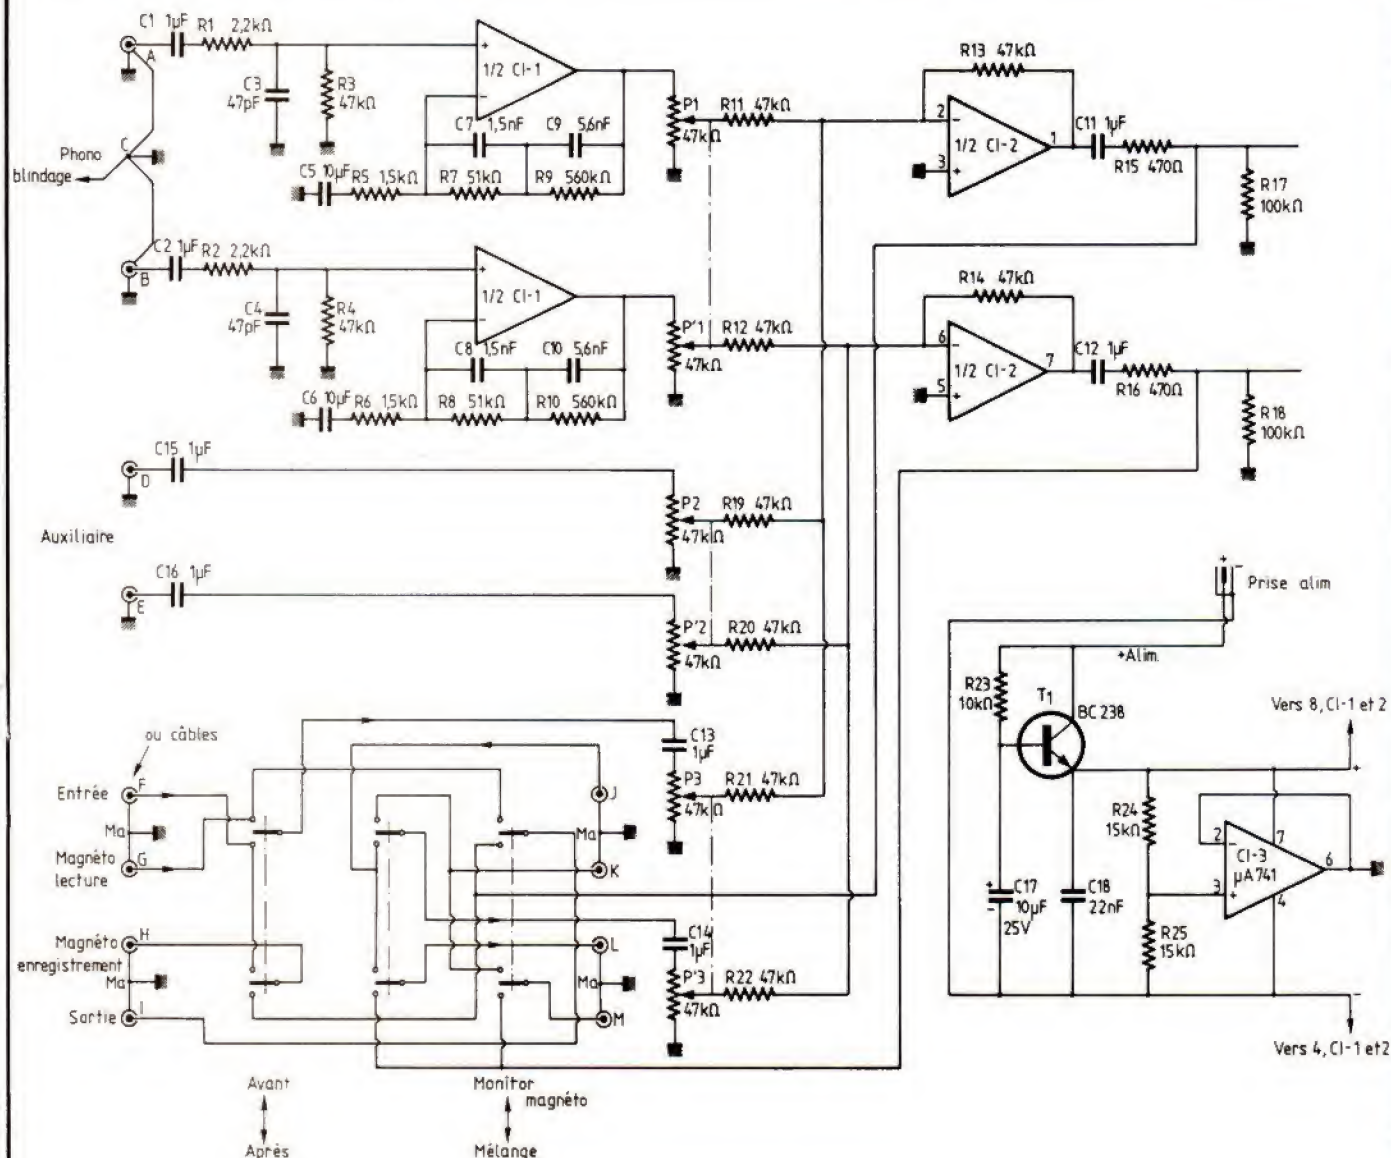 C1 1µF R1 2,2kΩ
A
C3
47pF
R3
47kΩ
+
1/2 CI-1
−
C7 1,5nF C9 5,6nF
C5 10µF R5 1,5kΩ R7 51kΩ R9 560kΩ
P1
47kΩ
R11 47kΩ
R13 47kΩ
2 −
1/2 CI-2
3 +
1
C11 1µF
R15 470Ω
R17
100kΩ
Phono
C
blindage
C2 1µF R2 2,2kΩ
B
C4
47pF
R4
47kΩ
+
1/2 CI-1
−
C8 1,5nF C10 5,6nF
C6 10µF R6 1,5kΩ R8 51kΩ R10 560kΩ
P'1
47kΩ
R12 47kΩ
R14 47kΩ
6 −
1/2 CI-2
5 +
7
C12 1µF
R16 470Ω
R18
100kΩ
C15 1µF
D
P2
47kΩ
R19 47kΩ
Auxiliaire
C16 1µF
E
P'2
47kΩ
R20 47kΩ
ou câbles
Entrée F
Ma
Magnéto G
lecture
Magnéto H
enregistrement
Ma
Sortie I
J
Ma
K
L
Ma
M
C13
1µF
P3
47kΩ
R21 47kΩ
C14
1µF
P'3
47kΩ
R22 47kΩ
Avant
Après
Monitor
magnéto
Mélange
+ −
Prise alim
+Alim.
R23
10kΩ
T1
BC 238
Vers 8, CI-1 et 2
+
R24
15kΩ
2 −
7
CI-3
µA741
6
3 +
4
+
−
C17
10µF
25V
C18
22nF
R25
15kΩ
−
Vers 4, CI-1 et 2